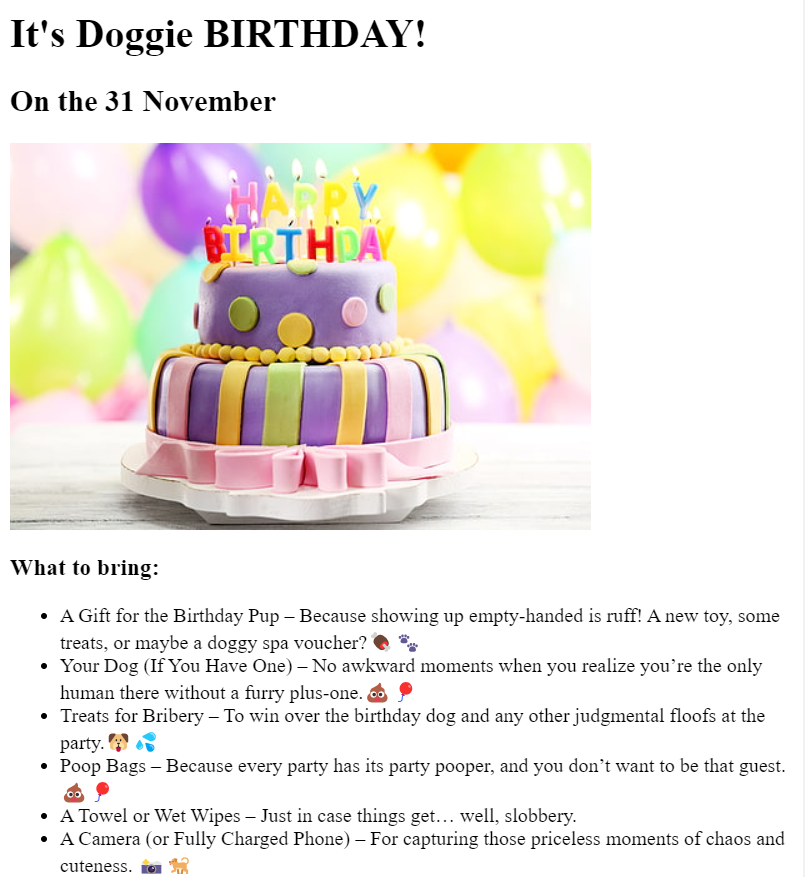 It's Doggie BIRTHDAY!
On the 31 November
HAPPY
BIRTHDAY
What to bring:
• A Gift for the Birthday Pup – Because showing up empty-handed is ruff! A new toy, some
treats, or maybe a doggy spa voucher? 🍖 🐾
• Your Dog (If You Have One) – No awkward moments when you realize you’re the only
human there without a furry plus-one. 💩 🎈
• Treats for Bribery – To win over the birthday dog and any other judgmental floofs at the
party. 🐶 💦
• Poop Bags – Because every party has its party pooper, and you don’t want to be that guest.
💩 🎈
• A Towel or Wet Wipes – Just in case things get… well, slobbery.
• A Camera (or Fully Charged Phone) – For capturing those priceless moments of chaos and
cuteness. 📸 🐕